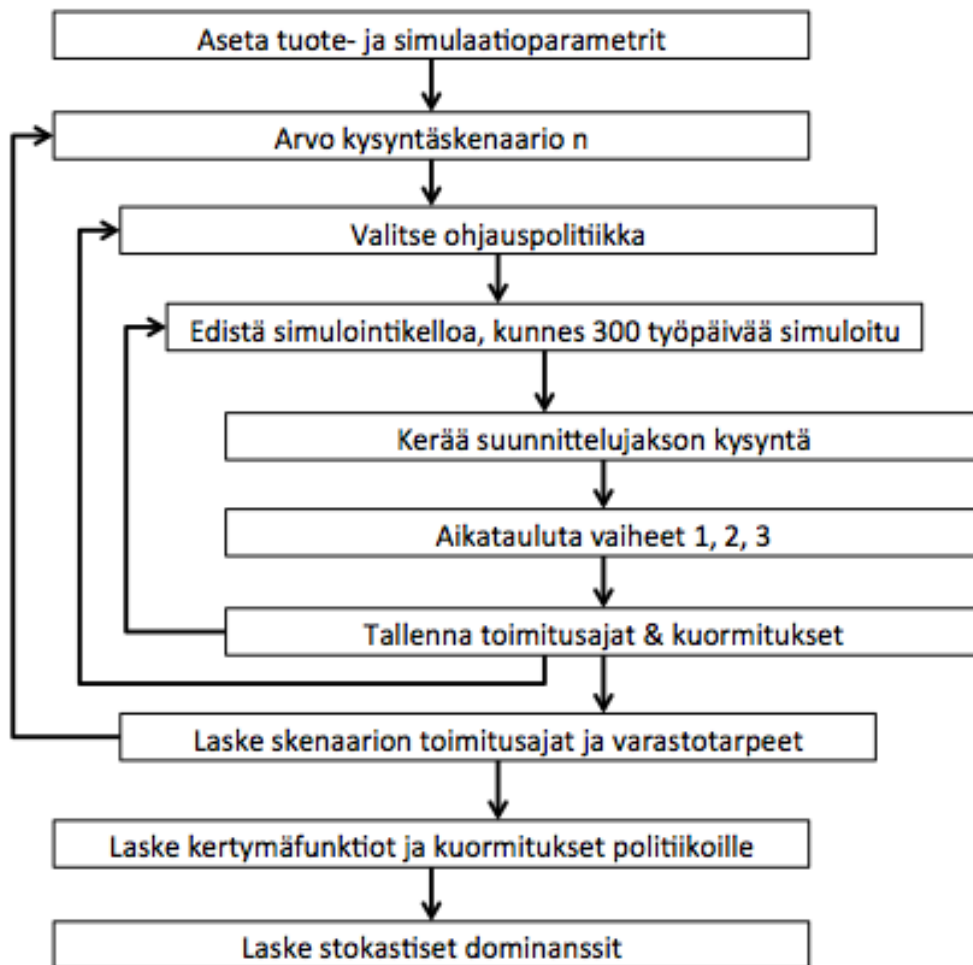 Aseta tuote- ja simulaatioparametrit
Arvo kysyntäskenaario n
Valitse ohjauspolitiikka
Edistä simulointikelloa, kunnes 300 työpäivää simuloitu
Kerää suunnittelujakson kysyntä
Aikatauluta vaiheet 1, 2, 3
Tallenna toimitusajat & kuormitukset
Laske skenaarion toimitusajat ja varastotarpeet
Laske kertymäfunktiot ja kuormitukset politiikoille
Laske stokastiset dominanssit